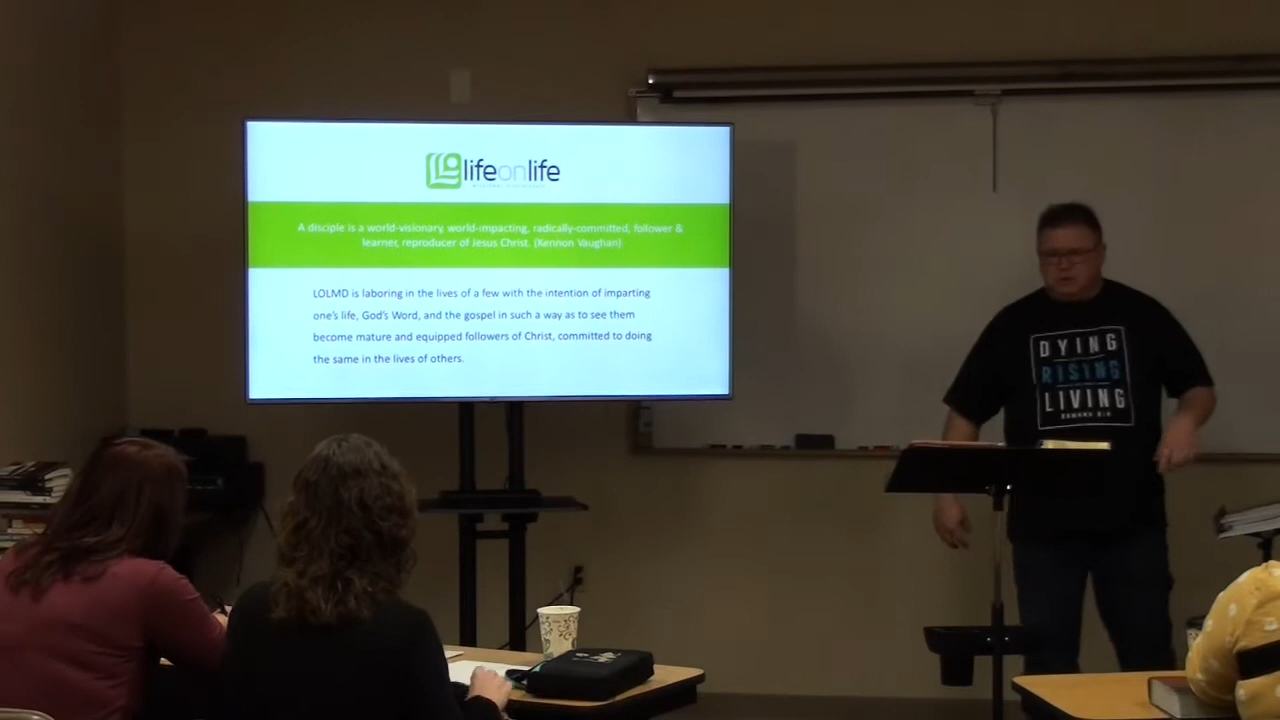 lifeonlife
A disciple is a world-visionary, world-impacting, radically-committed, follower &
learner, reproducer of Jesus Christ. (Kennon Vaughan)
LOLMD is laboring in the lives of a few with the intention of imparting
one's life, God's Word, and the gospel in such a way as to see them
become mature and equipped followers of Christ, committed to doing
the same in the lives of others.
DYING
RISING
LIVING